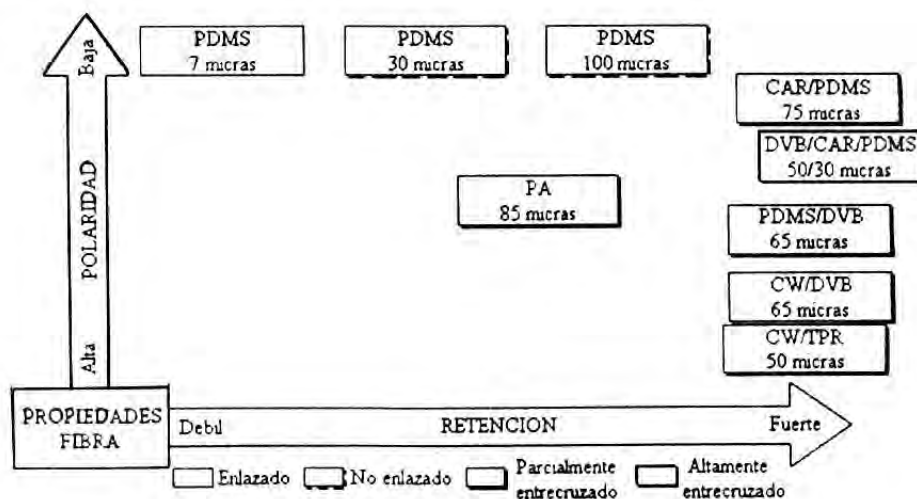 PDMS
7 micras
PDMS
30 micras
PDMS
100 micras
CAR/PDMS
75 micras
DVB/CAR/PDMS
50/30 micras
PA
85 micras
PDMS/DVB
65 micras
CW/DVB
65 micras
CW/TPR
50 micras
Baja
POLARIDAD
Alta
PROPIEDADES
FIBRA
Debil
RETENCION
Fuerte
Enlazado
No enlazado
Parcialmente
entrecruzado
Altamente
entrecruzado